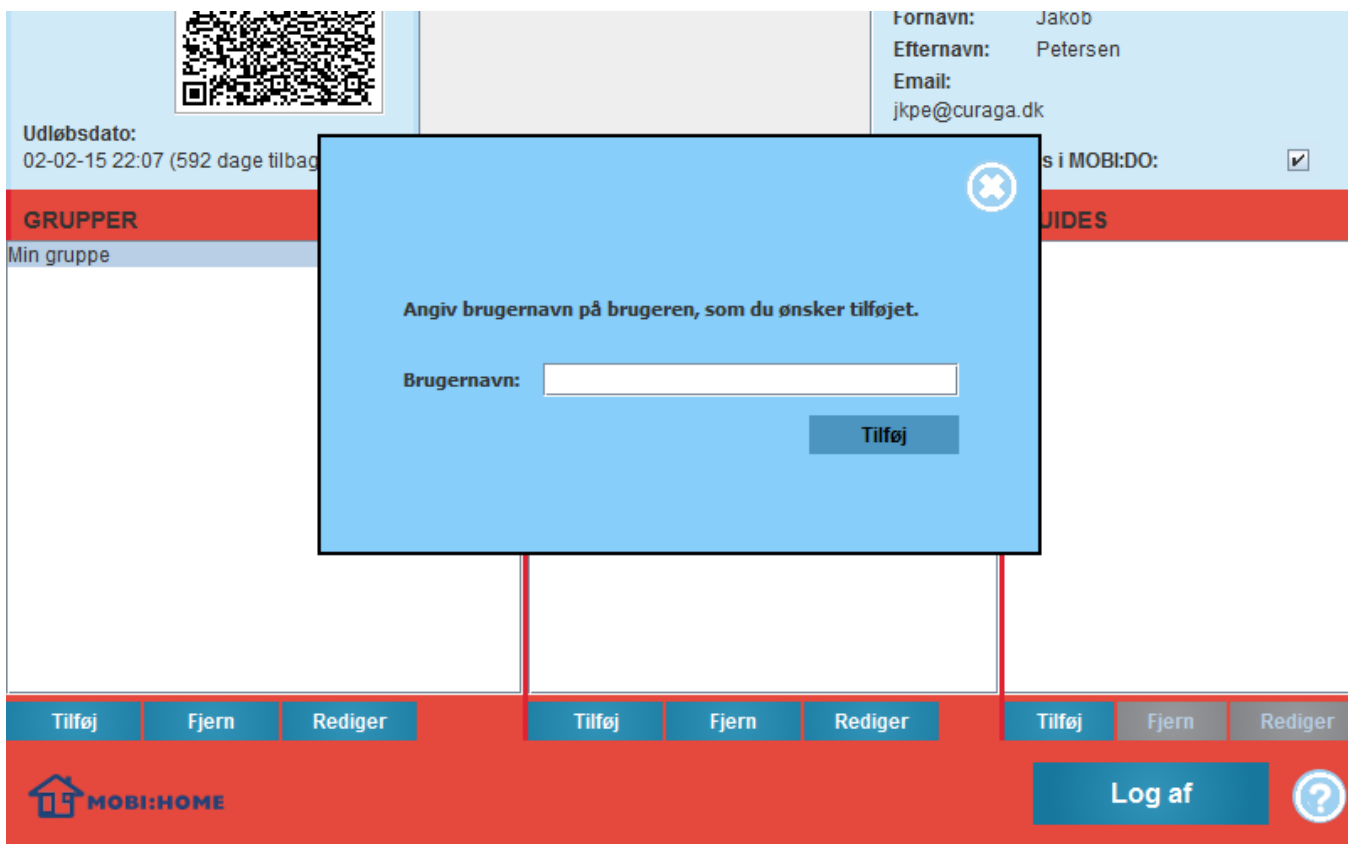 Fornavn: Jakob
Efternavn: Petersen
Email:
jkpe@curaga.dk
Udløbsdato:
02-02-15 22:07 (592 dage tilbag
s i MOBI:DO:
GRUPPER
UIDES
Min gruppe
Angiv brugernavn på brugeren, som du ønsker tilføjet.
Brugernavn:
Tilføj
Tilføj Fjern Rediger Tilføj Fjern Rediger Tilføj Fjern Rediger
MOBI:HOME
Log af
?